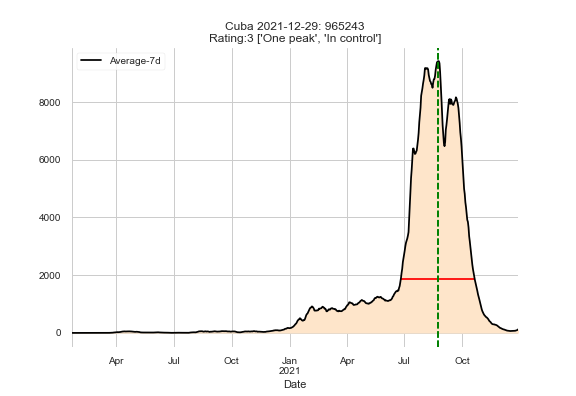 Cuba 2021-12-29: 965243
Rating:3 ['One peak', 'In control']
Average-7d
8000
6000
4000
2000
0
Apr
Jul
Oct
Jan
2021
Apr
Jul
Oct
Date